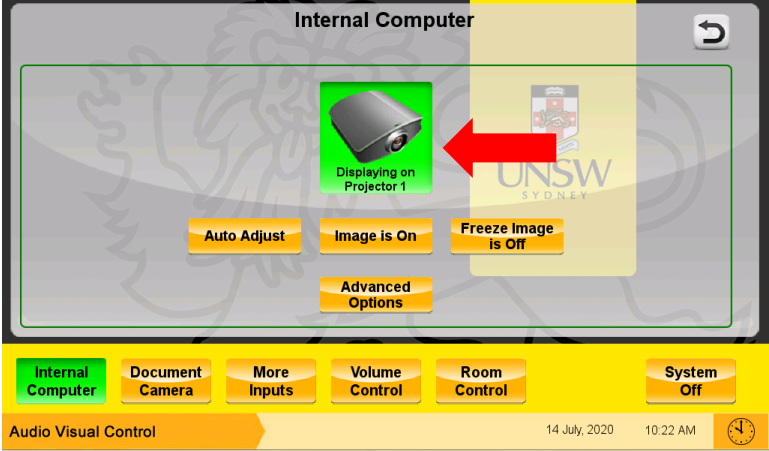 Internal Computer
Displaying on
Projector 1
UNSW
SYDNEY
Auto Adjust
Image is On
Freeze Image
is Off
Advanced
Options
Internal
Computer
Document
Camera
More
Inputs
Volume
Control
Room
Control
System
Off
Audio Visual Control
14 July, 2020
10:22 AM